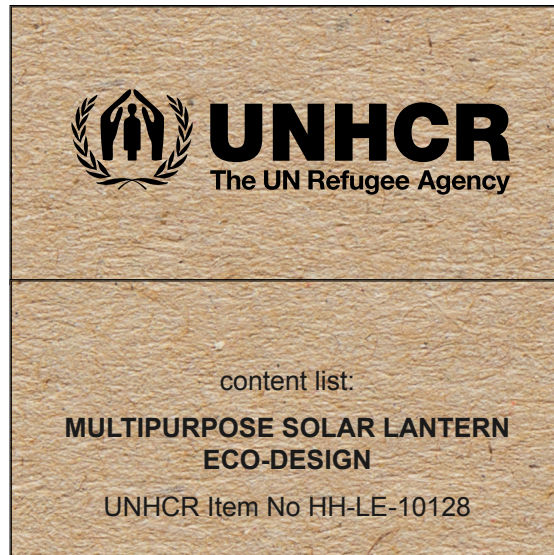 UNHCR
The UN Refugee Agency
content list:
MULTIPURPOSE SOLAR LANTERN
ECO-DESIGN
UNHCR Item No HH-LE-10128